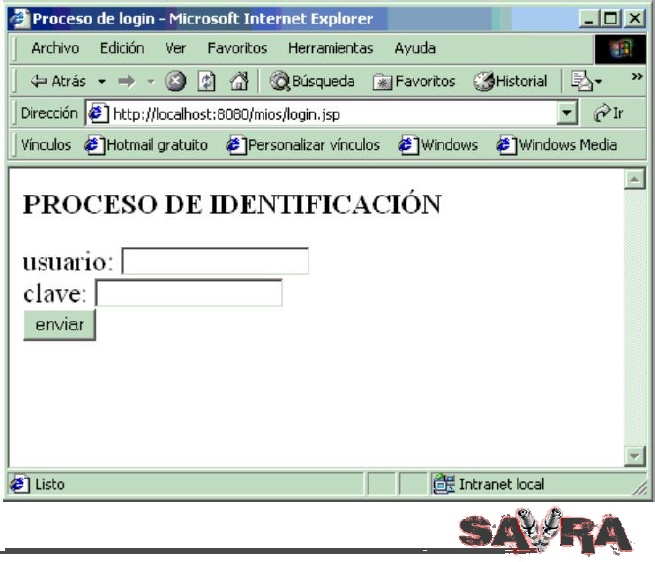 Proceso de login - Microsoft Internet Explorer
Archivo Edición Ver Favoritos Herramientas Ayuda
Atrás Búsqueda Favoritos Historial »
Dirección http://localhost:8080/mios/login.jsp Ir
Vínculos Hotmail gratuito Personalizar vínculos Windows Windows Media
PROCESO DE IDENTIFICACIÓN
usuario:
clave:
enviar
Listo Intranet local
SAVRA